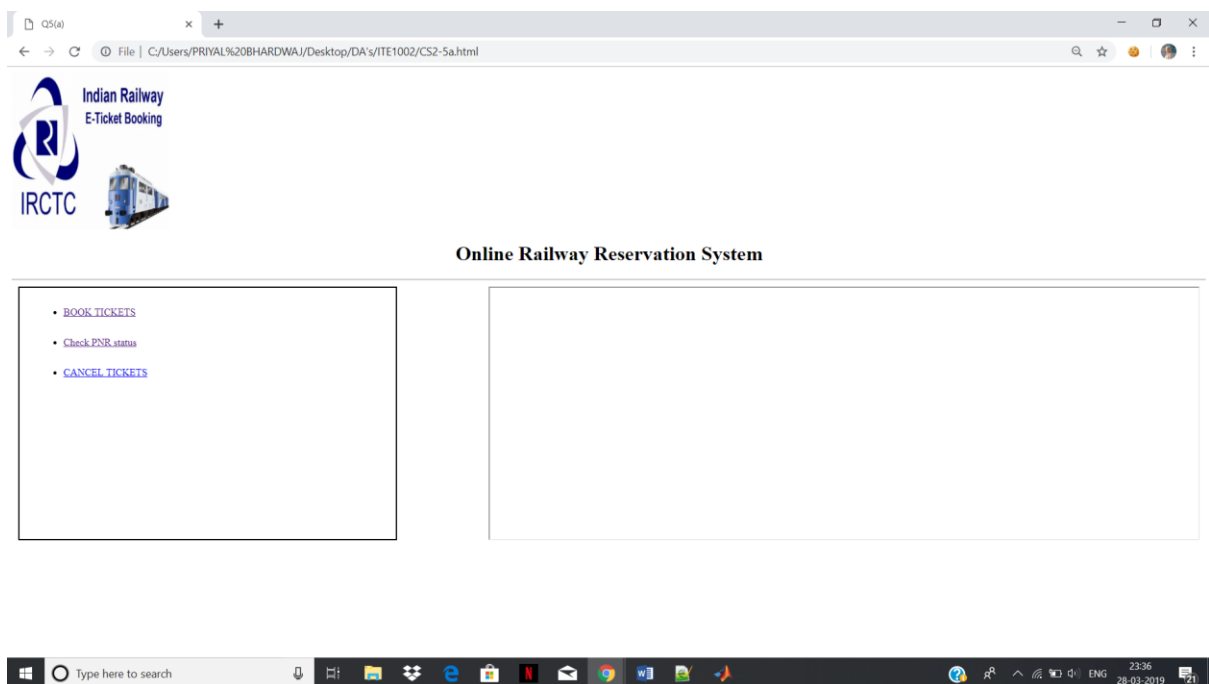 Q5(a)
File | C:/Users/PRIYAL%20BHARDWAJ/Desktop/DA's/ITE1002/CS2-5a.html
Indian Railway
E-Ticket Booking
IRCTC
Online Railway Reservation System
BOOK TICKETS
Check PNR status
CANCEL TICKETS
Type here to search
ENG
23:36
28-03-2019
21